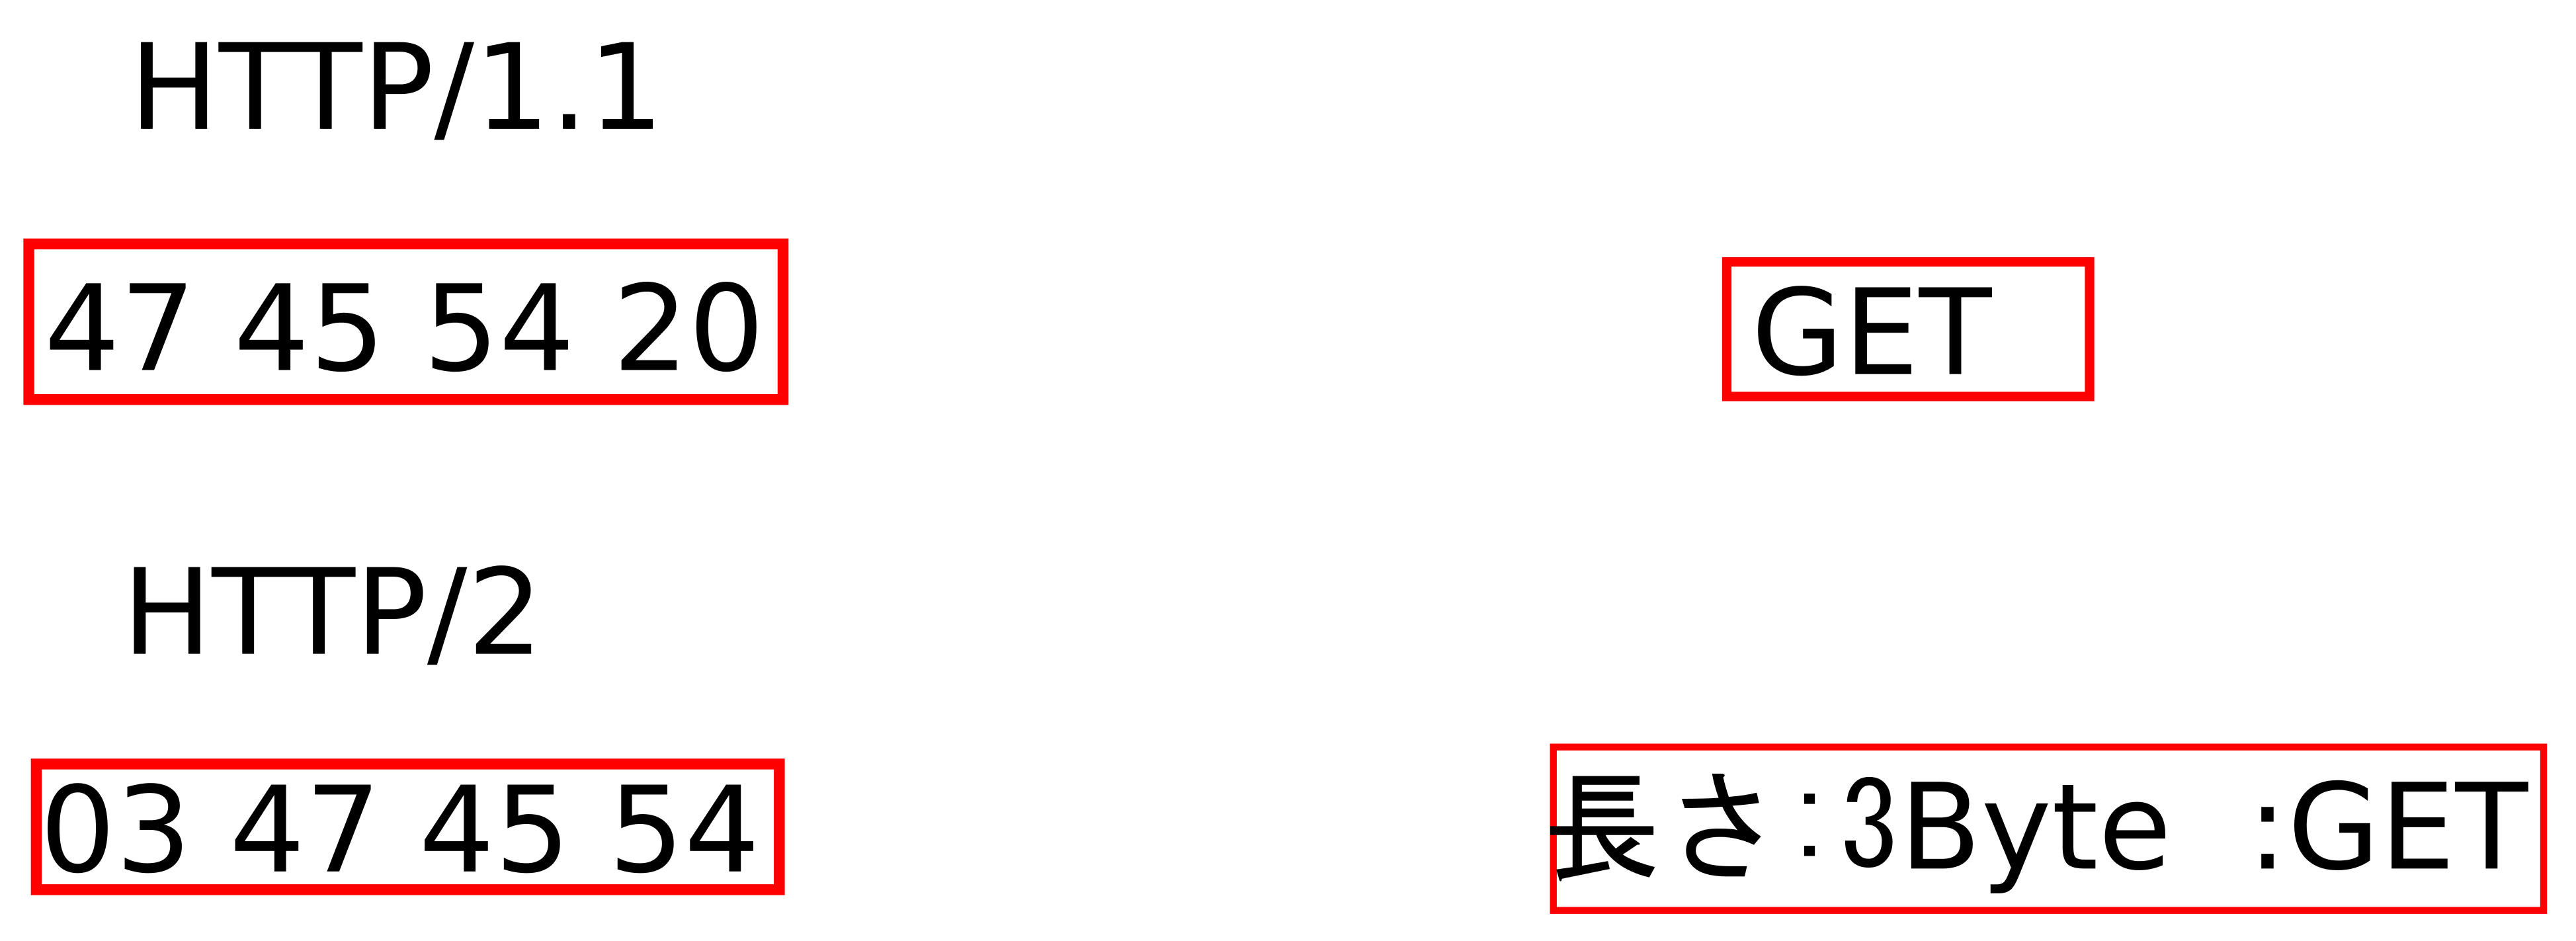 HTTP/1.1
47 45 54 20 GET
HTTP/2
03 47 45 54 長さ:3Byte :GET